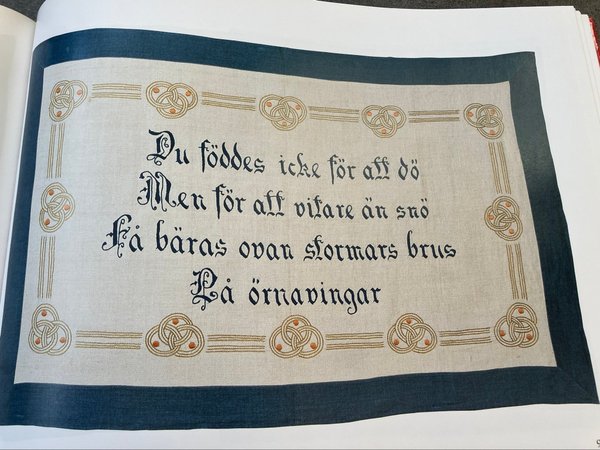 Du föddes icke för att dö
Men för att vitare än snö
Få bäras ovan stormars brus
På örnavingar